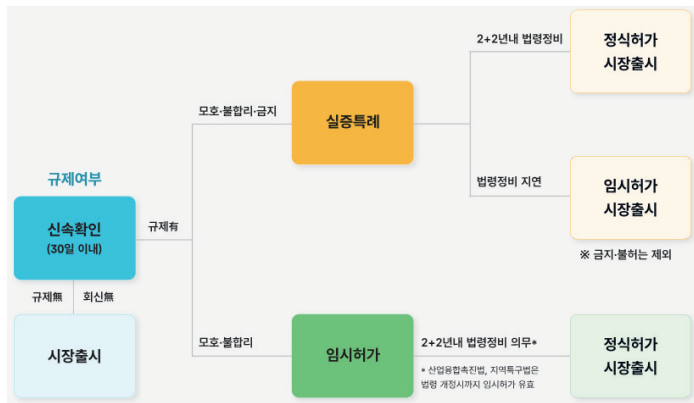 규제여부
신속확인
(30일 이내)
규제無
회신無
시장출시
규제有
모호·불합리·금지
실증특례
2+2년내 법령정비
정식허가
시장출시
법령정비 지연
임시허가
시장출시
※ 금지·불허는 제외
모호·불합리
임시허가
2+2년내 법령정비 의무*
* 산업융합촉진법, 지역특구법은
법령 개정시까지 임시허가 유효
정식허가
시장출시